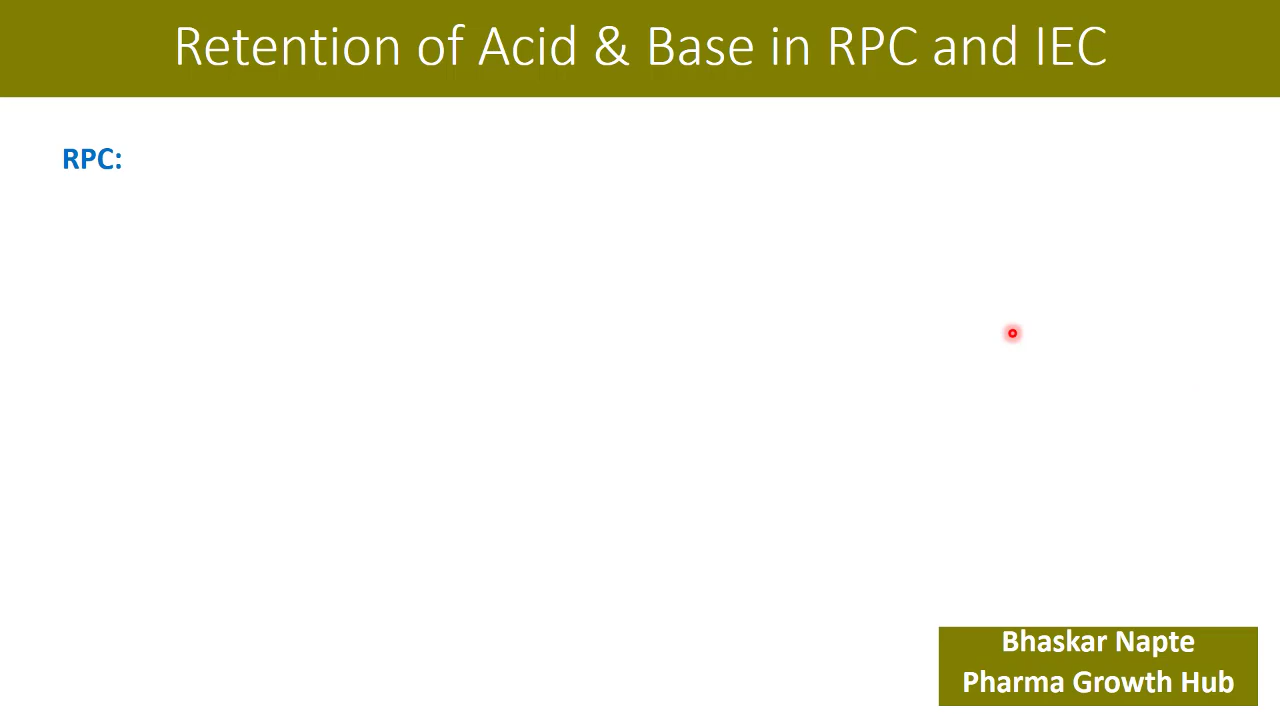 Retention of Acid & Base in RPC and IEC
RPC:
Bhaskar Napte
Pharma Growth Hub